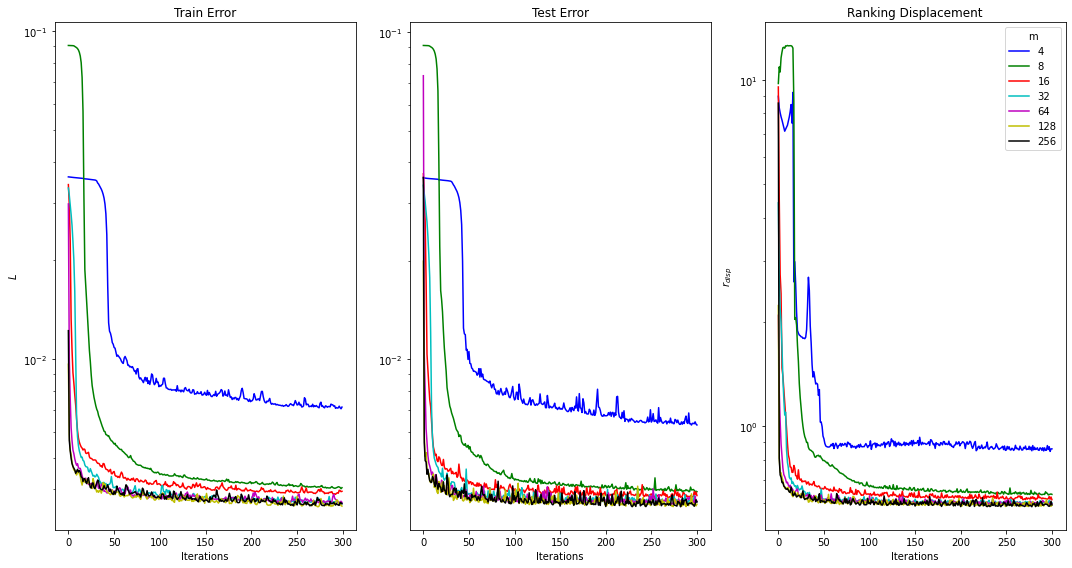 Train Error
Test Error
Ranking Displacement
10⁻¹
10⁻²
L
0 50 100 150 200 250 300
Iterations
10⁻¹
10⁻²
0 50 100 150 200 250 300
Iterations
10¹
10⁰
r_disp
0 50 100 150 200 250 300
Iterations
m
4
8
16
32
64
128
256